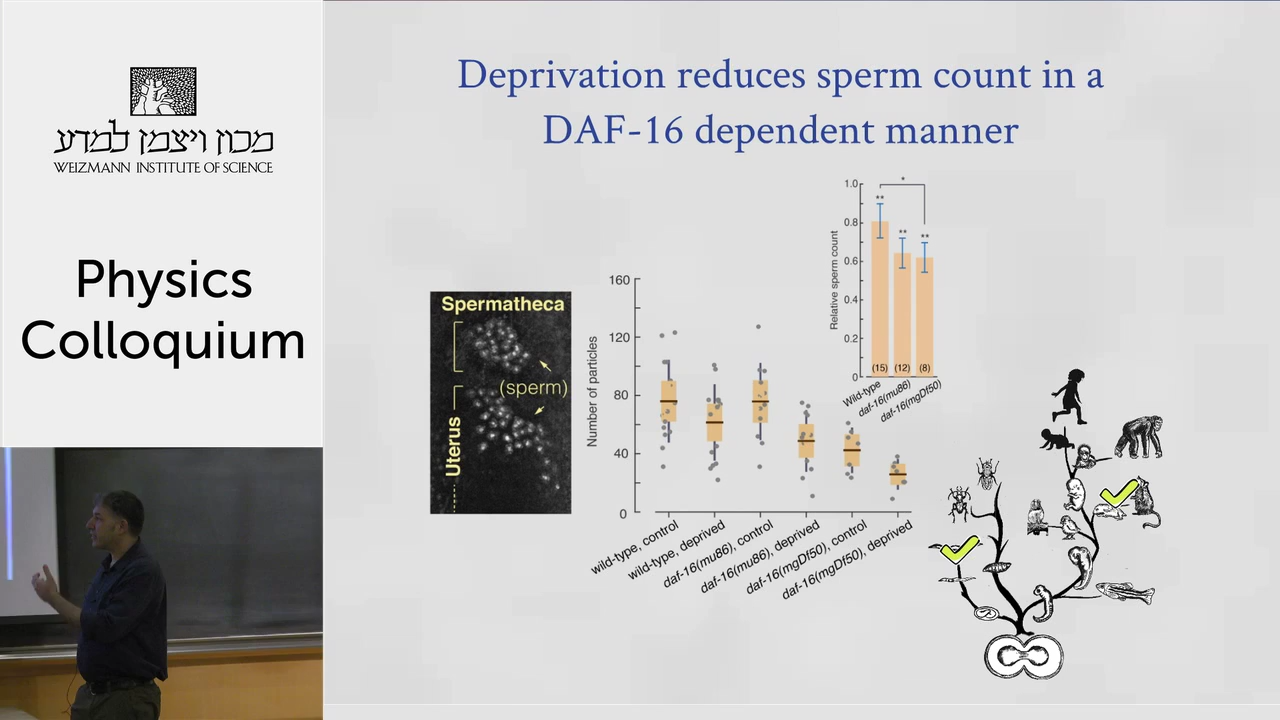 מכון ויצמן למדע
WEIZMANN INSTITUTE OF SCIENCE
Physics
Colloquium
Deprivation reduces sperm count in a
DAF-16 dependent manner
Spermatheca
(sperm)
Uterus
Number of particles
160
120
80
40
0
wild-type, control
wild-type, deprived
daf-16(mu86), control
daf-16(mu86), deprived
daf-16(mgDf50), control
daf-16(mgDf50), deprived
Relative sperm count
1.0
0.8
0.6
0.4
0.2
0
*
**
**
**
(15)
(12)
(8)
Wild-type
daf-16(mu86)
daf-16(mgDf50)